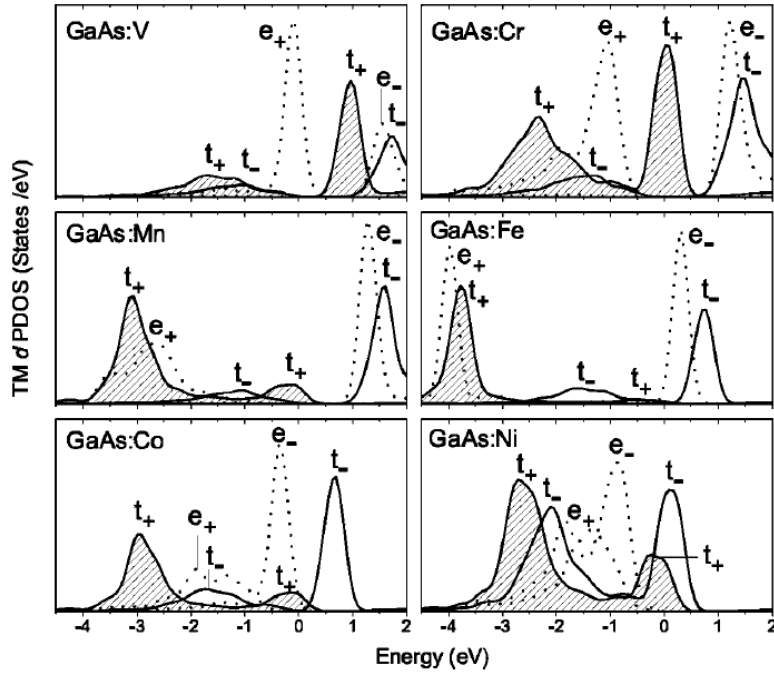 GaAs:V
e+
t+
e-
t-
t+
t-
GaAs:Cr
e+
t+
e-
t-
t+
t-
GaAs:Mn
t+
e+
t-
t+
e-
t-
GaAs:Fe
e+
t+
t-
t+
e-
t-
GaAs:Co
t+
e+
t-
e-
t+
t-
GaAs:Ni
t+
t-
e+
e-
t-
t+
-4 -3 -2 -1 0 1 2
-4 -3 -2 -1 0 1 2
TM d PDOS (States /eV)
Energy (eV)